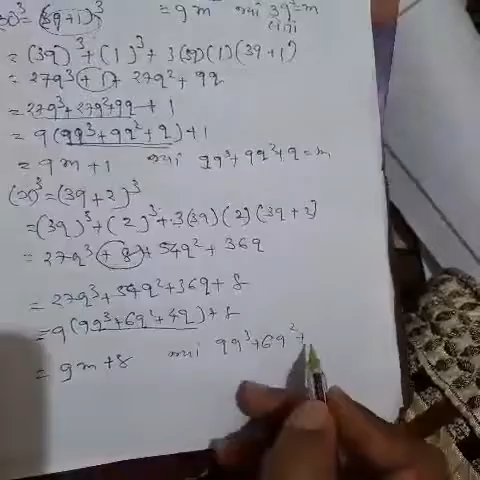 (3q+1)³ = 9m
= (3q)³ + (1)³ + 3(3q)(1)(3q+1)
= 27q³ + 1 + 27q² + 9q
= 27q³ + 27q² + 9q + 1
= 9(9q³ + 9q² + q) + 1
= 9m + 1 જ્યાં 9q³ + 9q² + q = m
(x)³ = (3q + 2)³
= (3q)³ + (2)³ + 3(3q)(2)(3q + 2)
= 27q³ + 8 + 54q² + 36q
= 27q³ + 54q² + 36q + 8
= 9(9q³ + 6q² + 4q) + 8
= 9m + 8 જ્યાં 9q³ + 6q² +